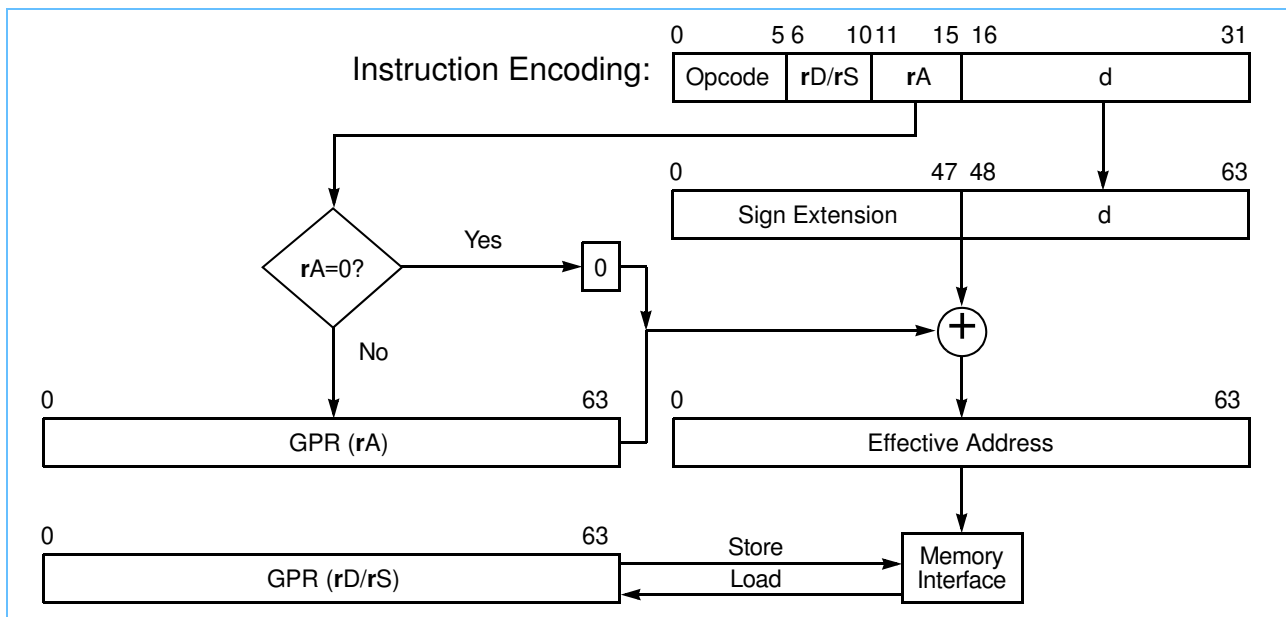 0 5 6 10 11 15 16 31
Instruction Encoding: Opcode rD/rS rA d
0 47 48 63
Sign Extension d
Yes
rA=0? 0
+
No
0 63 0 63
GPR (rA) Effective Address
0 63
Store
Memory
GPR (rD/rS) Load Interface